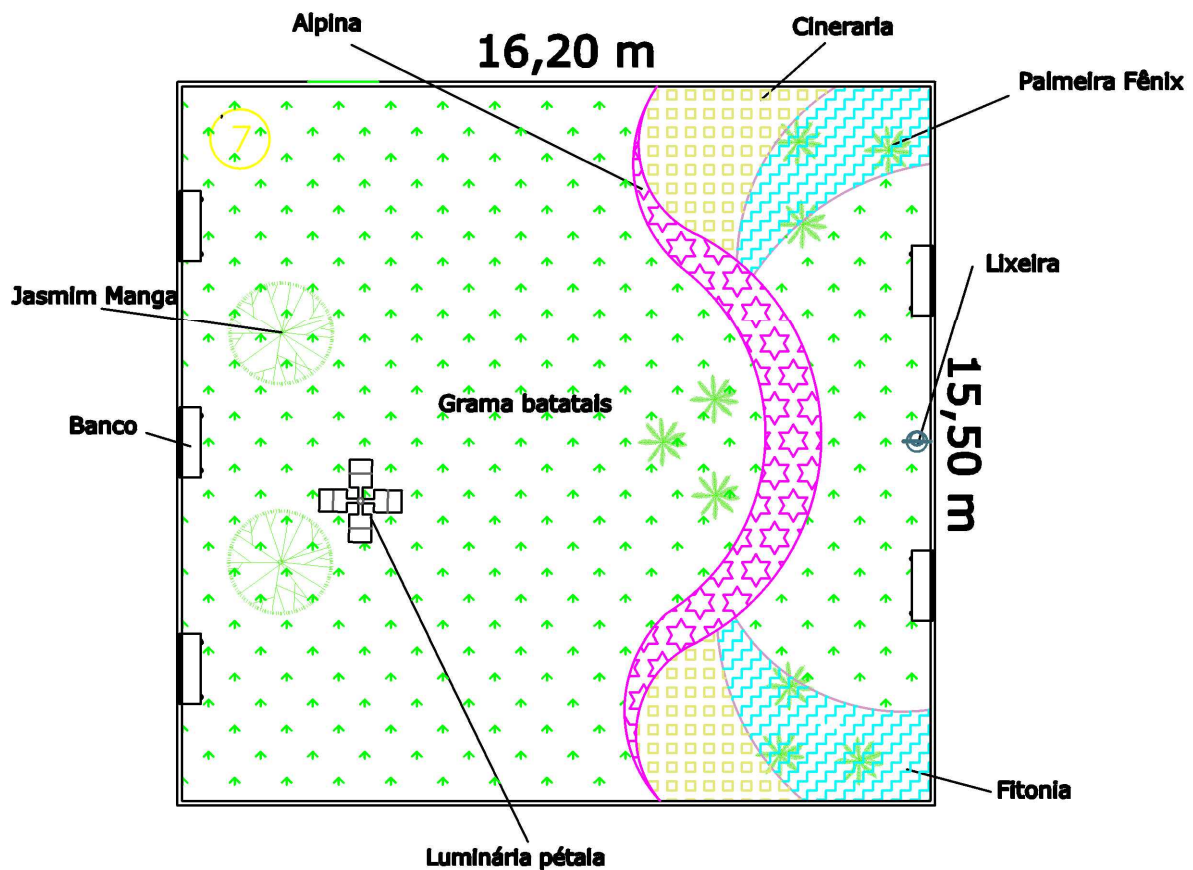 Alpina
Cineraria
16,20 m
Palmeira Fênix
7
Lixeira
Jasmim Manga
15,50 m
Grama batatais
Banco
Fitonia
Luminária pétala